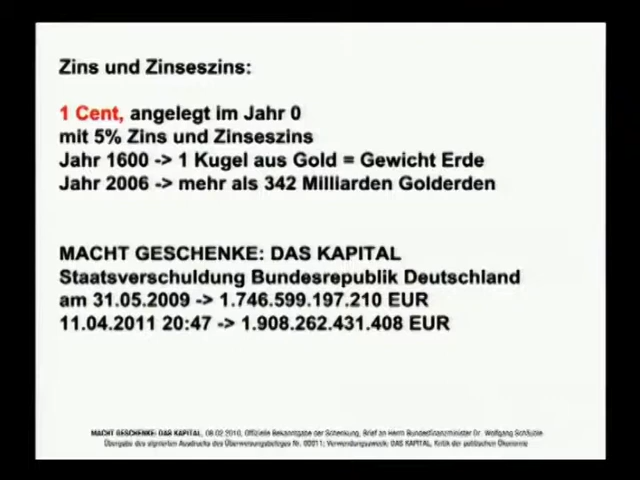 Zins und Zinseszins:
1 Cent, angelegt im Jahr 0
mit 5% Zins und Zinseszins
Jahr 1600 -> 1 Kugel aus Gold = Gewicht Erde
Jahr 2006 -> mehr als 342 Milliarden Golderden
MACHT GESCHENKE: DAS KAPITAL
Staatsverschuldung Bundesrepublik Deutschland
am 31.05.2009 -> 1.746.599.197.210 EUR
11.04.2011 20:47 -> 1.908.262.431.408 EUR
MACHT GESCHENKE: DAS KAPITAL, 08.02.2010, Offizielle Bekanntgabe der Schenkung, Brief an Herrn Bundesfinanzminister Dr. Wolfgang Schäuble
Übergabe des signierten Ausdrucks des Überweisungsbeleges Nr. 00011; Verwendungszweck: DAS KAPITAL, Kritik der politischen Ökonomie